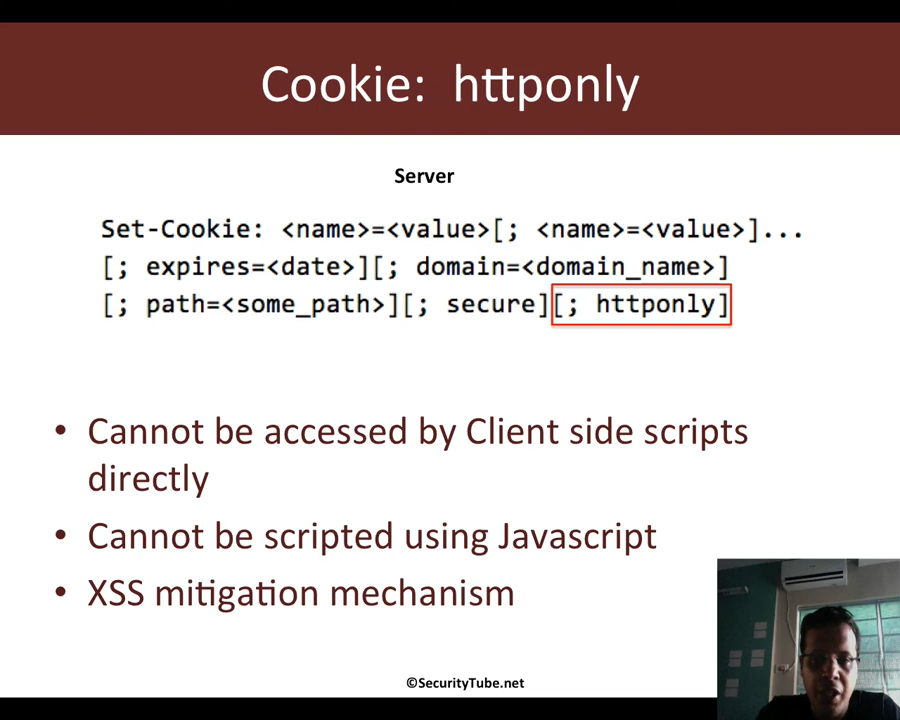 Cookie: httponly
Server
Set-Cookie: <name>=<value>[; <name>=<value>]...
[; expires=<date>][; domain=<domain_name>]
[; path=<some_path>][; secure][; httponly]
• Cannot be accessed by Client side scripts
directly
• Cannot be scripted using Javascript
• XSS mitigation mechanism
©SecurityTube.net